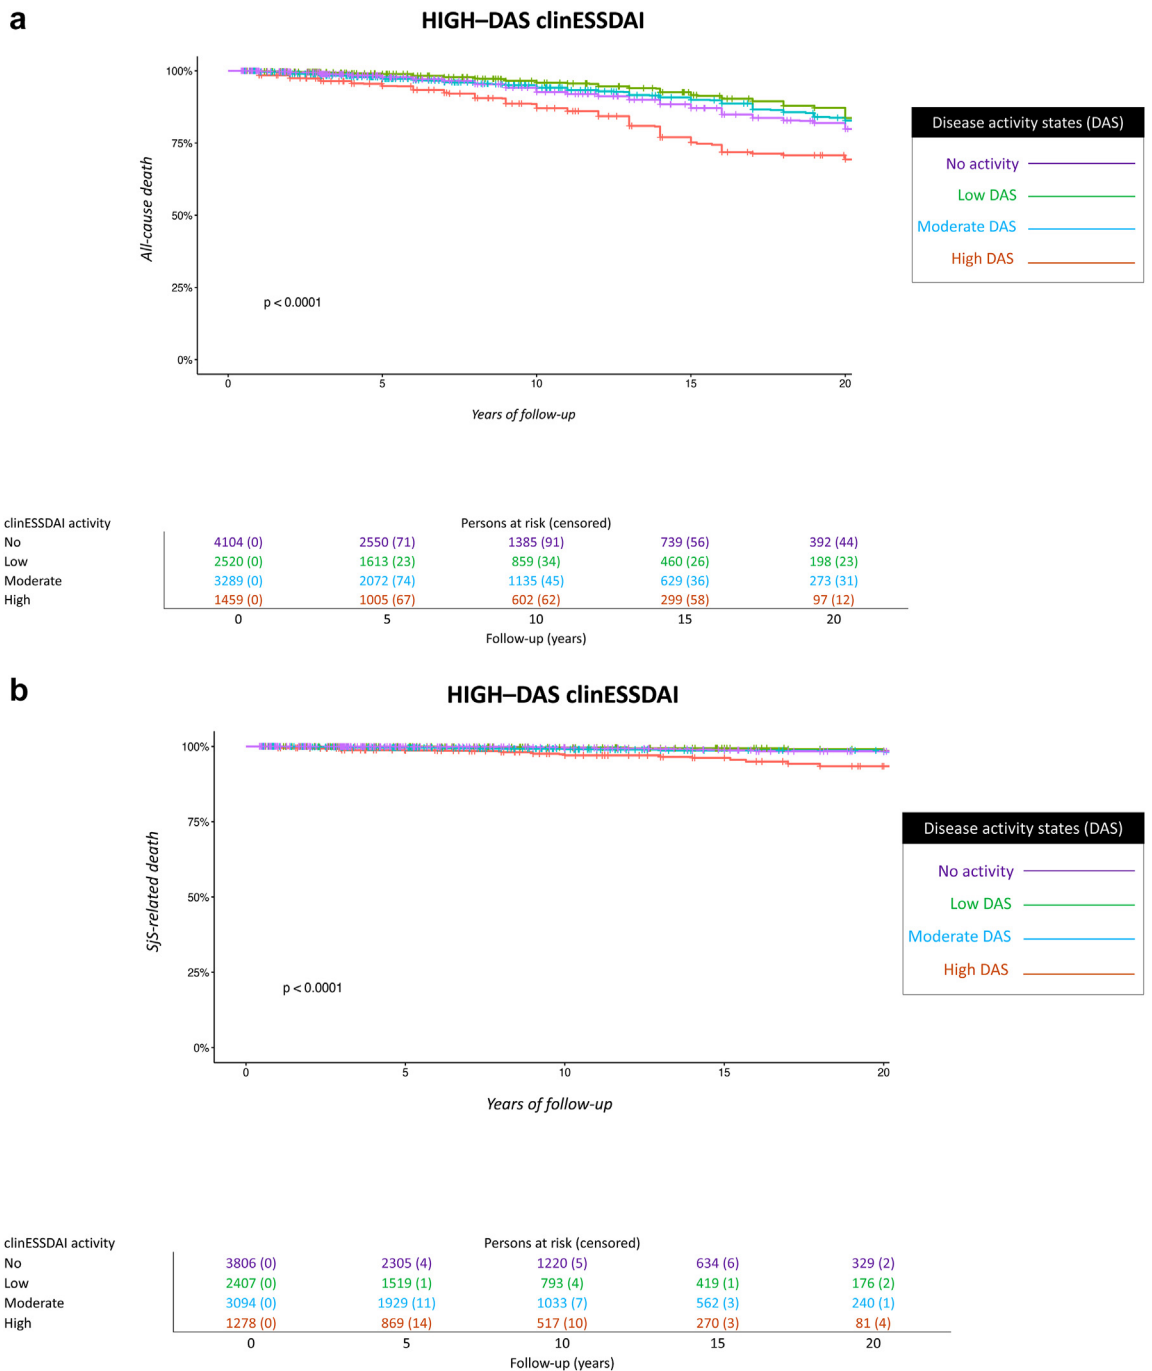 a
HIGH–DAS clinESSDAI
100%
75%
50%
25%
0%
All-cause death
p < 0.0001
0 5 10 15 20
Years of follow-up
Disease activity states (DAS)
No activity
Low DAS
Moderate DAS
High DAS
clinESSDAI activity Persons at risk (censored)
No 4104 (0) 2550 (71) 1385 (91) 739 (56) 392 (44)
Low 2520 (0) 1613 (23) 859 (34) 460 (26) 198 (23)
Moderate 3289 (0) 2072 (74) 1135 (45) 629 (36) 273 (31)
High 1459 (0) 1005 (67) 602 (62) 299 (58) 97 (12)
0 5 10 15 20
Follow-up (years)
b
HIGH–DAS clinESSDAI
100%
75%
50%
25%
0%
SjS-related death
p < 0.0001
0 5 10 15 20
Years of follow-up
Disease activity states (DAS)
No activity
Low DAS
Moderate DAS
High DAS
clinESSDAI activity Persons at risk (censored)
No 3806 (0) 2305 (4) 1220 (5) 634 (6) 329 (2)
Low 2407 (0) 1519 (1) 793 (4) 419 (1) 176 (2)
Moderate 3094 (0) 1929 (11) 1033 (7) 562 (3) 240 (1)
High 1278 (0) 869 (14) 517 (10) 270 (3) 81 (4)
0 5 10 15 20
Follow-up (years)